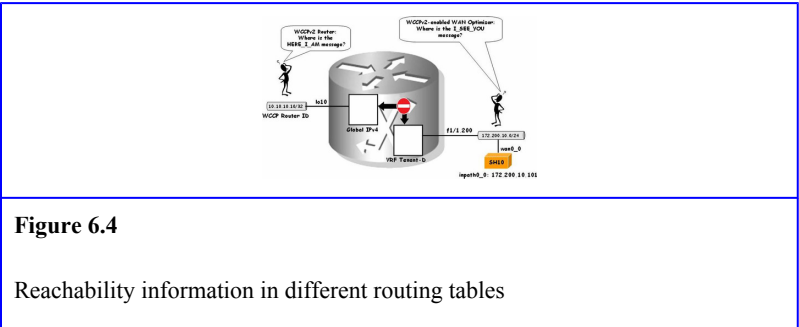 WCCPv2 Router:
Where is the
HERE_I_AM message?
WCCPv2-enabled WAN Optimizer:
Where is the I_SEE_YOU
message?
10.10.10.10/32
lo10
WCCP Router ID
Global IPv4
VRF Tenant-D
f1/1.200
172.200.10.0/24
wan0_0
SH10
inpath0_0: 172.200.10.101
Figure 6.4
Reachability information in different routing tables